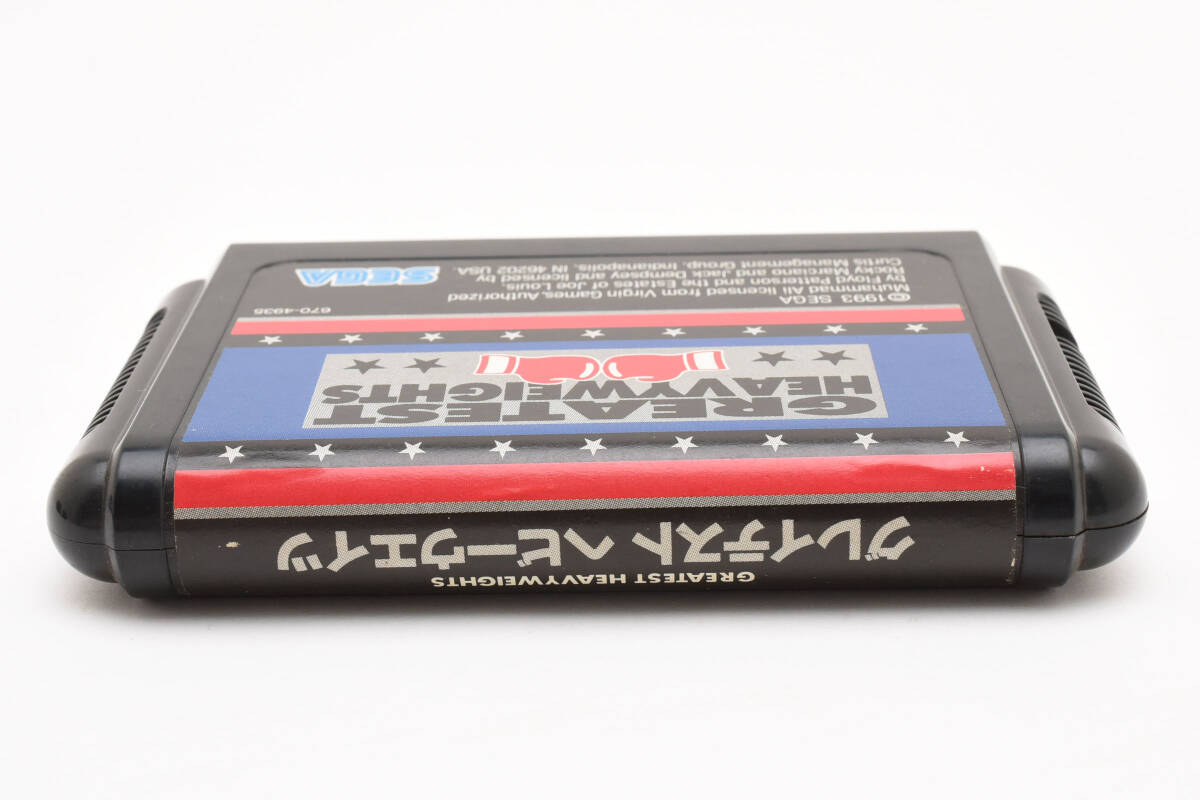 グレイテスト ヘビーウエイツ
GREATEST HEAVYWEIGHTS
GREATEST
HEAVYWEIGHTS
670-4935
© 1993 SEGA
Muhammad Ali licensed from Virgin Games. Authorized
by Floyd Patterson and the Estates of Joe Louis,
Rocky Marciano and Jack Dempsey and licensed by
Curtis Management Group, Indianapolis, IN 46202 USA.
SEGA